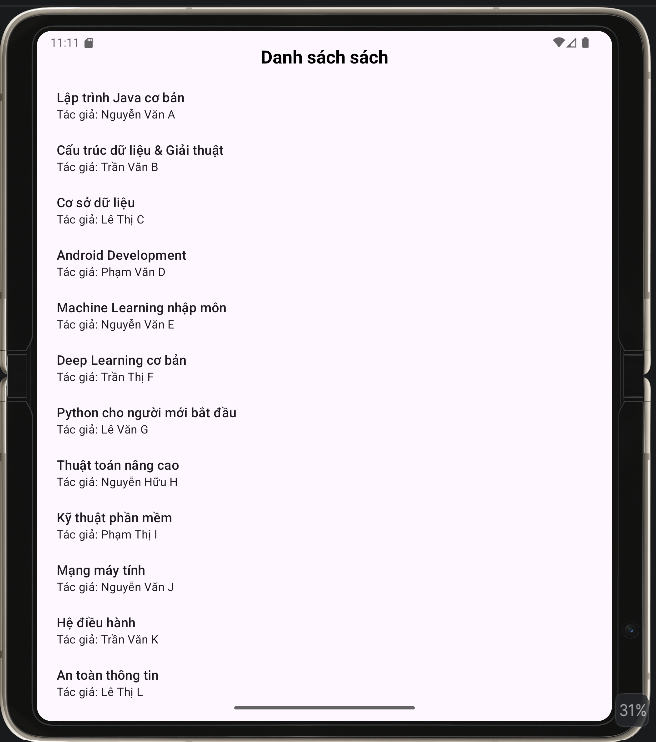 11:11
Danh sách sách
Lập trình Java cơ bản
Tác giả: Nguyễn Văn A
Cấu trúc dữ liệu & Giải thuật
Tác giả: Trần Văn B
Cơ sở dữ liệu
Tác giả: Lê Thị C
Android Development
Tác giả: Phạm Văn D
Machine Learning nhập môn
Tác giả: Nguyễn Văn E
Deep Learning cơ bản
Tác giả: Trần Thị F
Python cho người mới bắt đầu
Tác giả: Lê Văn G
Thuật toán nâng cao
Tác giả: Nguyễn Hữu H
Kỹ thuật phần mềm
Tác giả: Phạm Thị I
Mạng máy tính
Tác giả: Nguyễn Văn J
Hệ điều hành
Tác giả: Trần Văn K
An toàn thông tin
Tác giả: Lê Thị L
31%